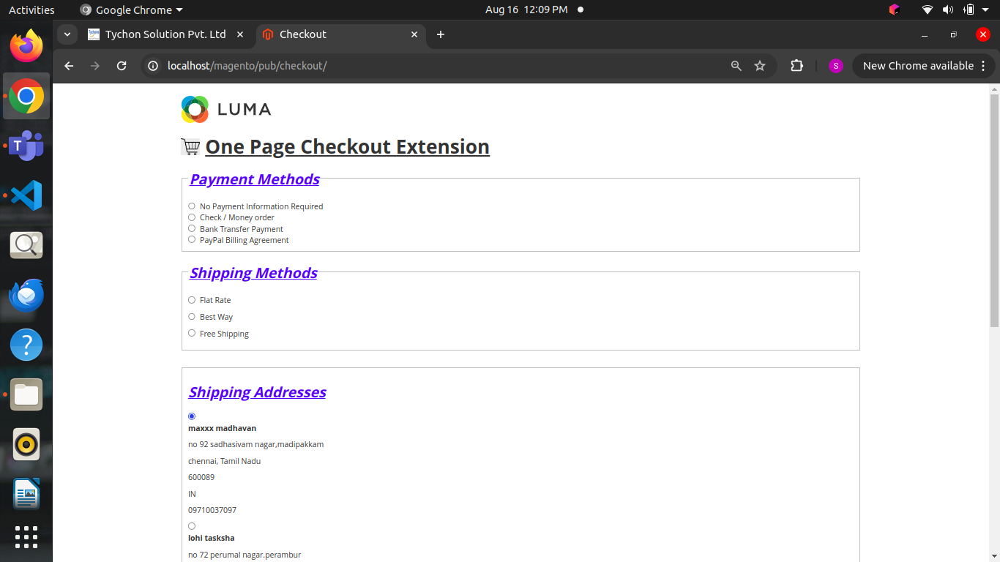 Activities
Google Chrome
Aug 16 12:09 PM
Tychon Solution Pvt. Ltd
Checkout
localhost/magento/pub/checkout/
S
New Chrome available
LUMA
One Page Checkout Extension
Payment Methods
No Payment Information Required
Check / Money order
Bank Transfer Payment
PayPal Billing Agreement
Shipping Methods
Flat Rate
Best Way
Free Shipping
Shipping Addresses
maxxx madhavan
no 92 sadhasivam nagar,madipakkam
chennai, Tamil Nadu
600089
IN
09710037097
lohi tasksha
no 72 perumal nagar.perambur